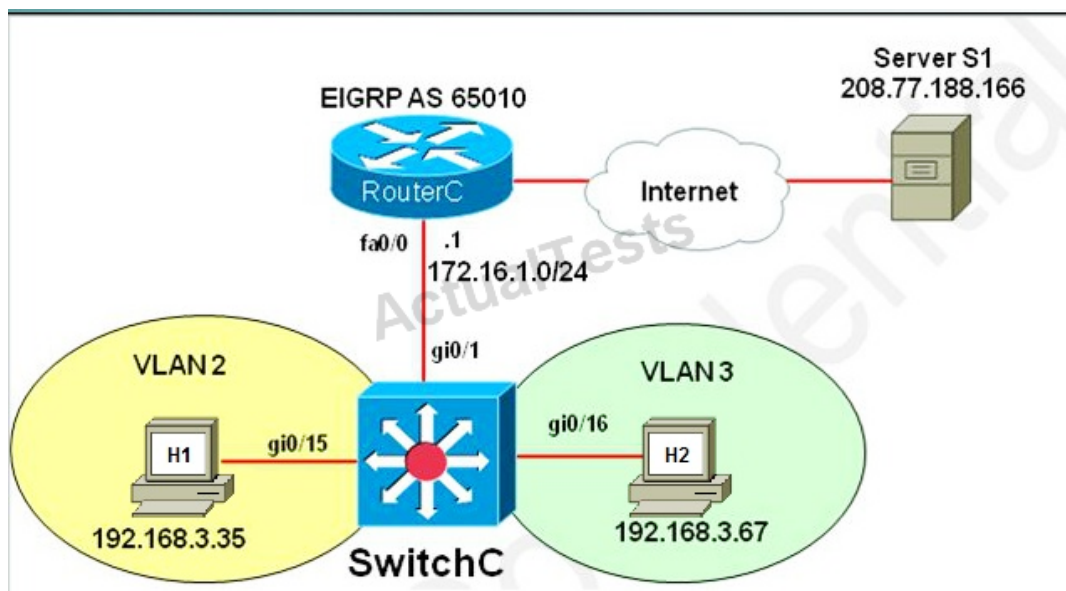 Server S1
208.77.188.166
EIGRP AS 65010
RouterC
Internet
fa0/0
.1
172.16.1.0/24
ActualTests
gi0/1
VLAN 2
VLAN 3
H1
gi0/15
gi0/16
H2
192.168.3.35
192.168.3.67
SwitchC